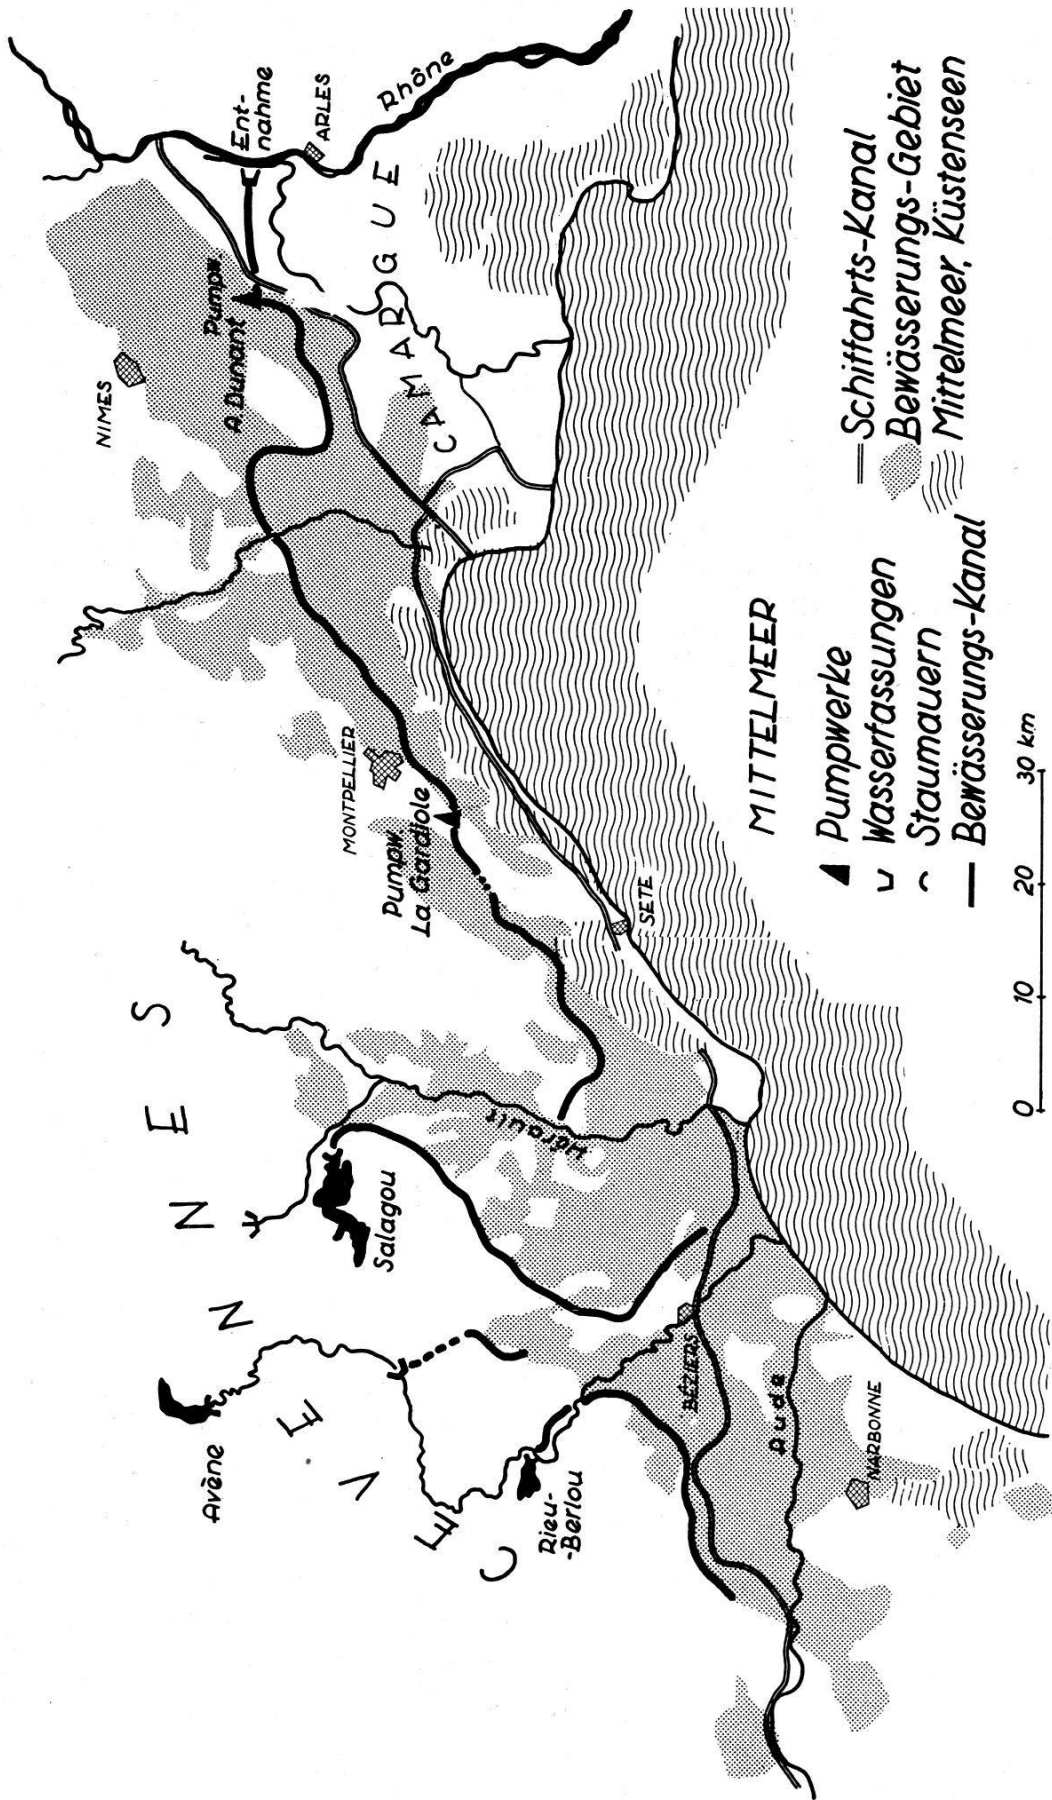 CEVENNES
Avène
Salagou
Rieu-
-Berlou
NIMES
Pumpw
A Dunant
Ent-
nahme
ARLES
Rhône
CAMARGUE
MONTPELLIER
Pumpw
La Gardiole
Hérault
BÉZIERS
Aude
NARBONNE
SETE
MITTELMEER
Pumpwerke
Wasserfassungen
Staumauern
Bewässerungs-Kanal
Schiffahrts-Kanal
Bewässerungs-Gebiet
Mittelmeer, Küstenseen
0 10 20 30 km